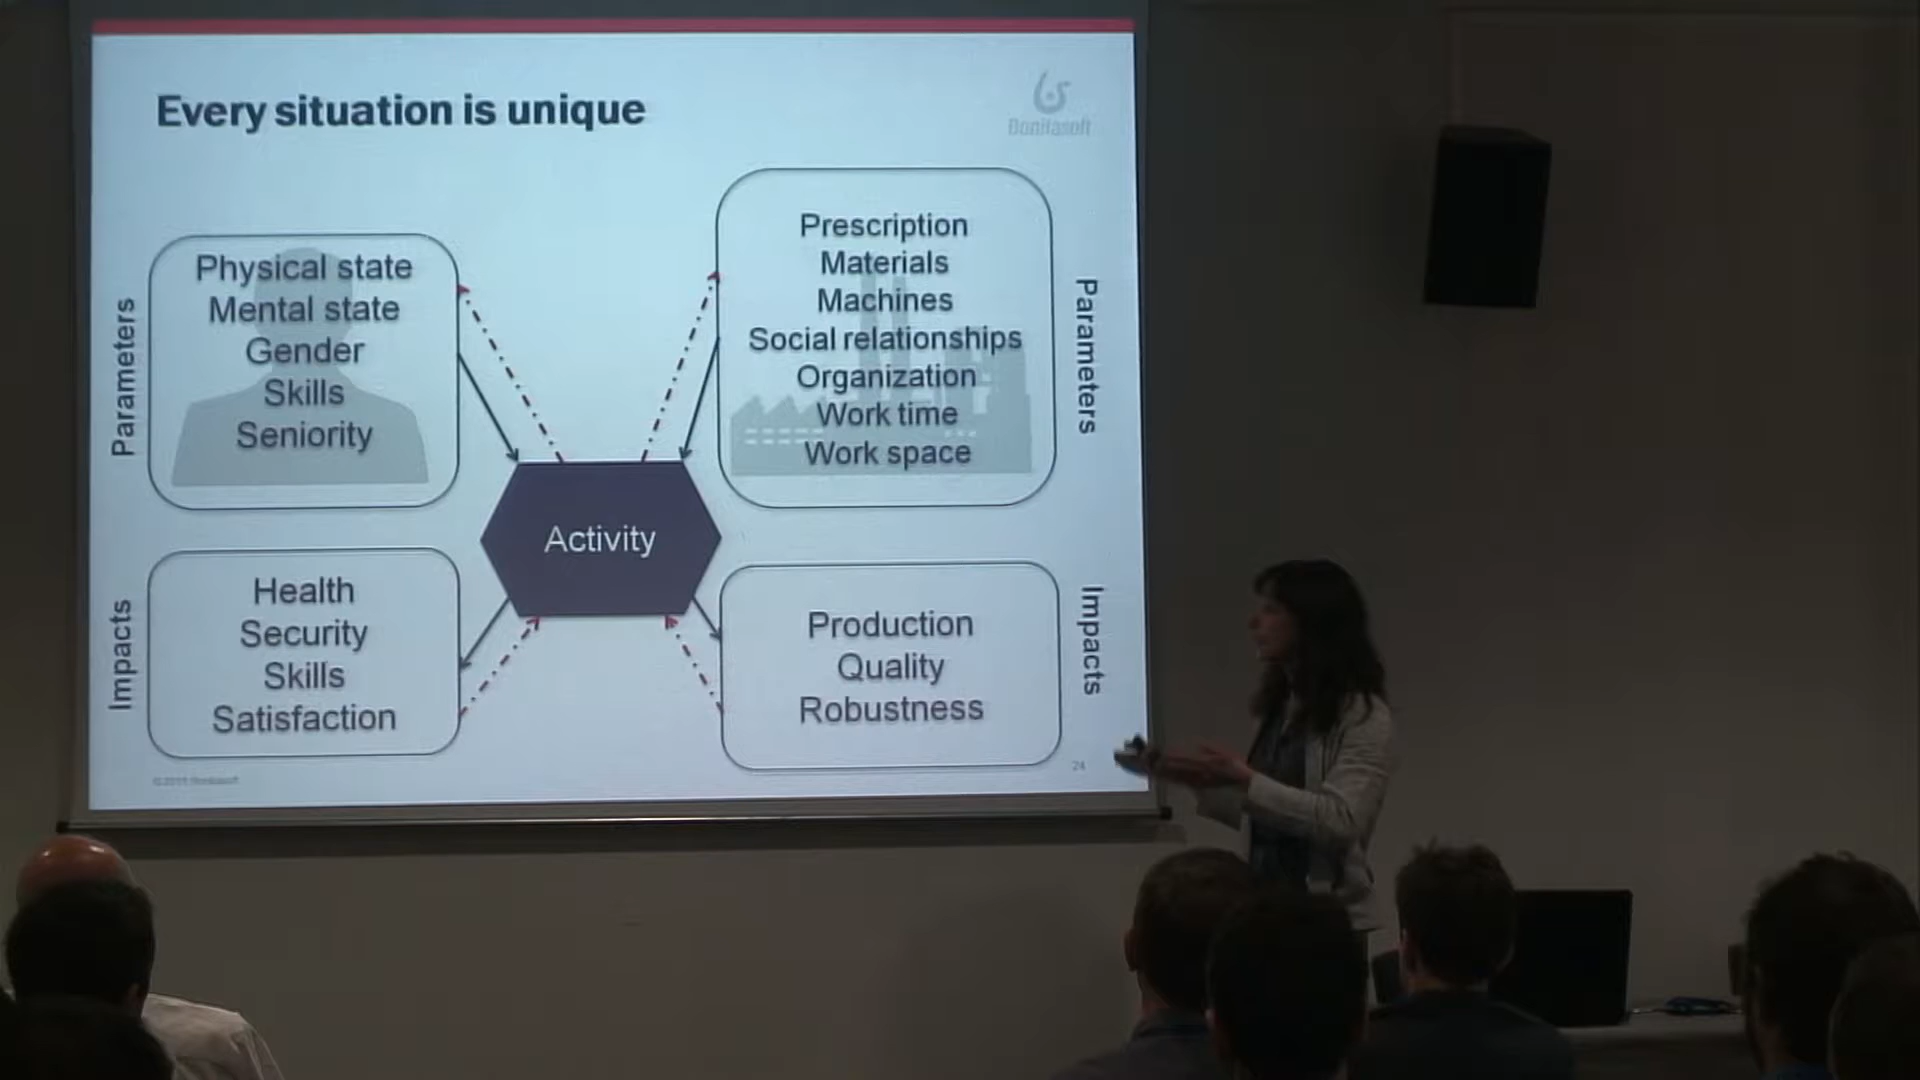 Every situation is unique
Bonitasoft
Parameters
Physical state
Mental state
Gender
Skills
Seniority
Prescription
Materials
Machines
Social relationships
Organization
Work time
Work space
Parameters
Activity
Impacts
Health
Security
Skills
Satisfaction
Production
Quality
Robustness
Impacts
24